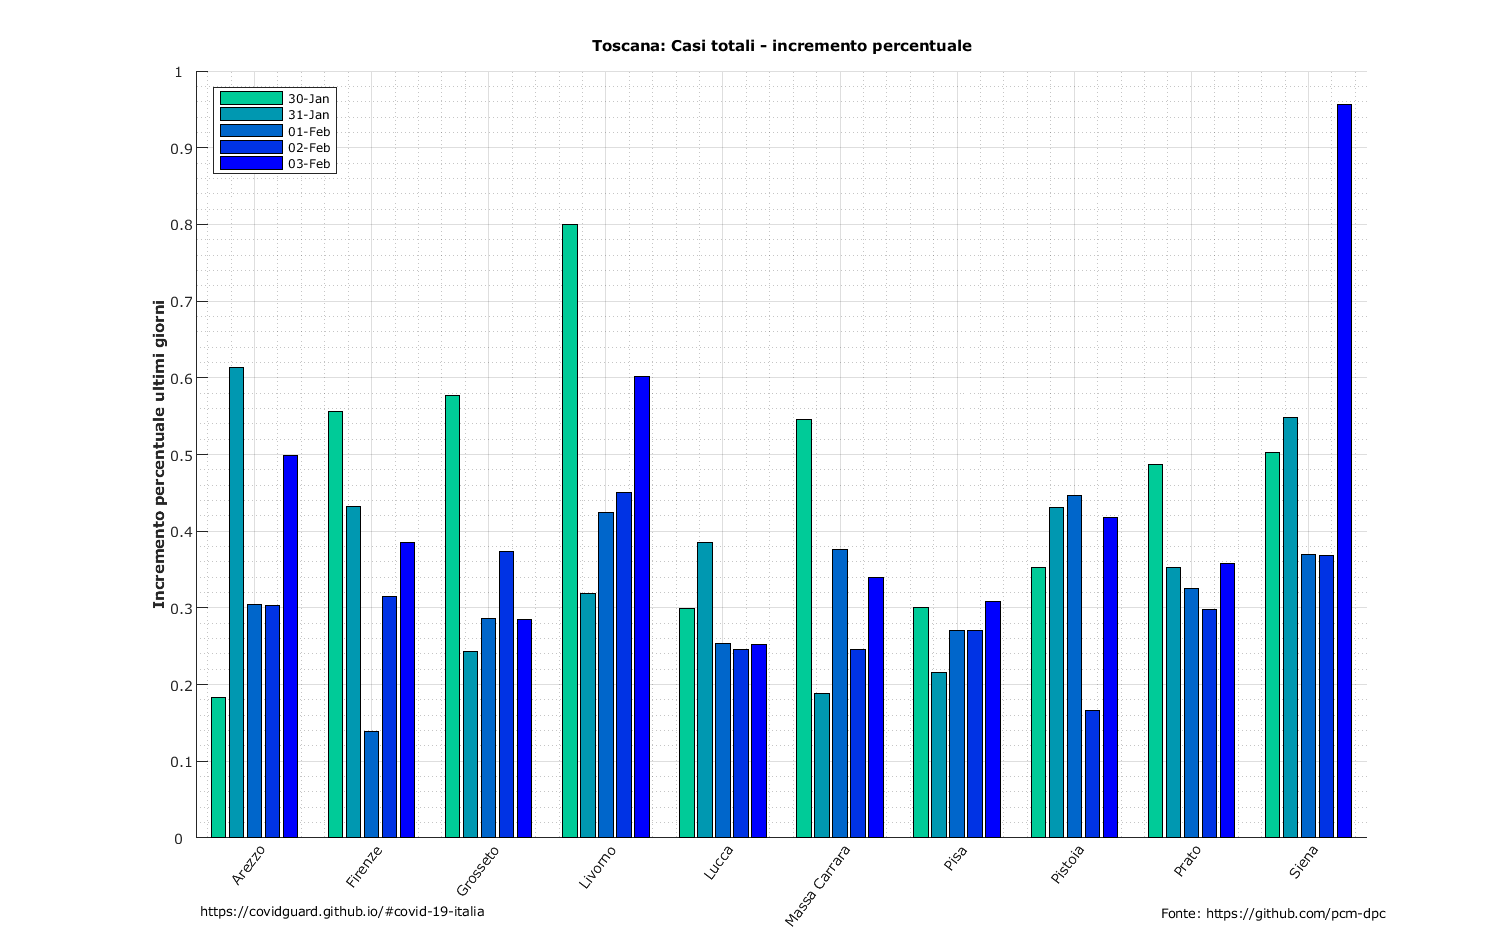 Toscana: Casi totali - incremento percentuale
1
0.9
0.8
0.7
0.6
0.5
0.4
0.3
0.2
0.1
0
Incremento percentuale ultimi giorni
30-Jan
31-Jan
01-Feb
02-Feb
03-Feb
Arezzo
Firenze
Grosseto
Livorno
Lucca
Massa Carrara
Pisa
Pistoia
Prato
Siena
https://covidguard.github.io/#covid-19-italia
Fonte: https://github.com/pcm-dpc